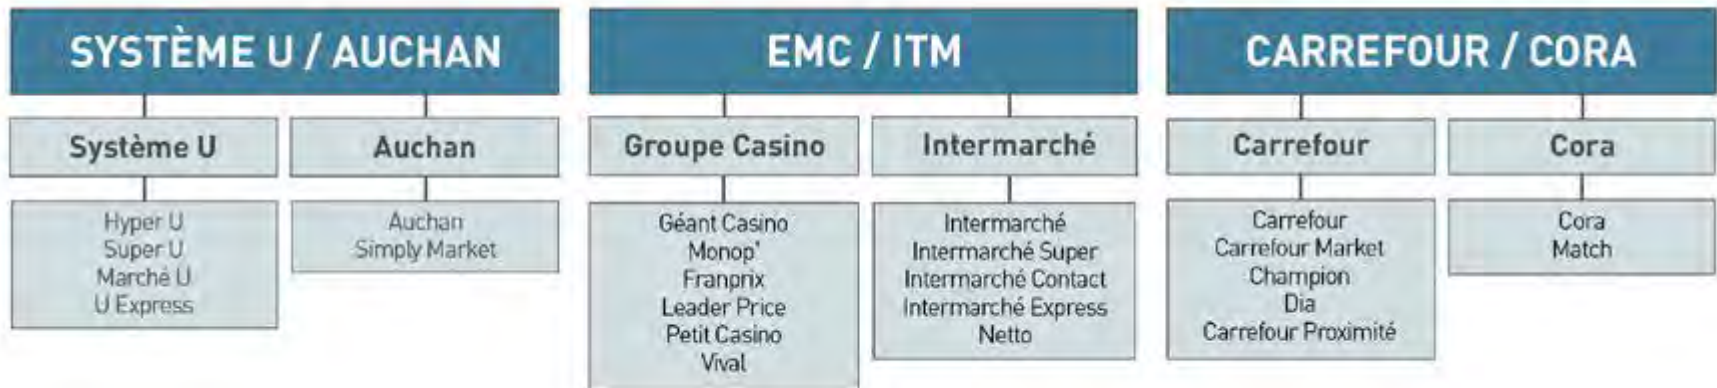 SYSTÈME U / AUCHAN
Système U
Hyper U
Super U
Marché U
U Express
Auchan
Auchan
Simply Market
EMC / ITM
Groupe Casino
Géant Casino
Monop'
Franprix
Leader Price
Petit Casino
Vival
Intermarché
Intermarché
Intermarché Super
Intermarché Contact
Intermarché Express
Netto
CARREFOUR / CORA
Carrefour
Carrefour
Carrefour Market
Champion
Dia
Carrefour Proximité
Cora
Cora
Match